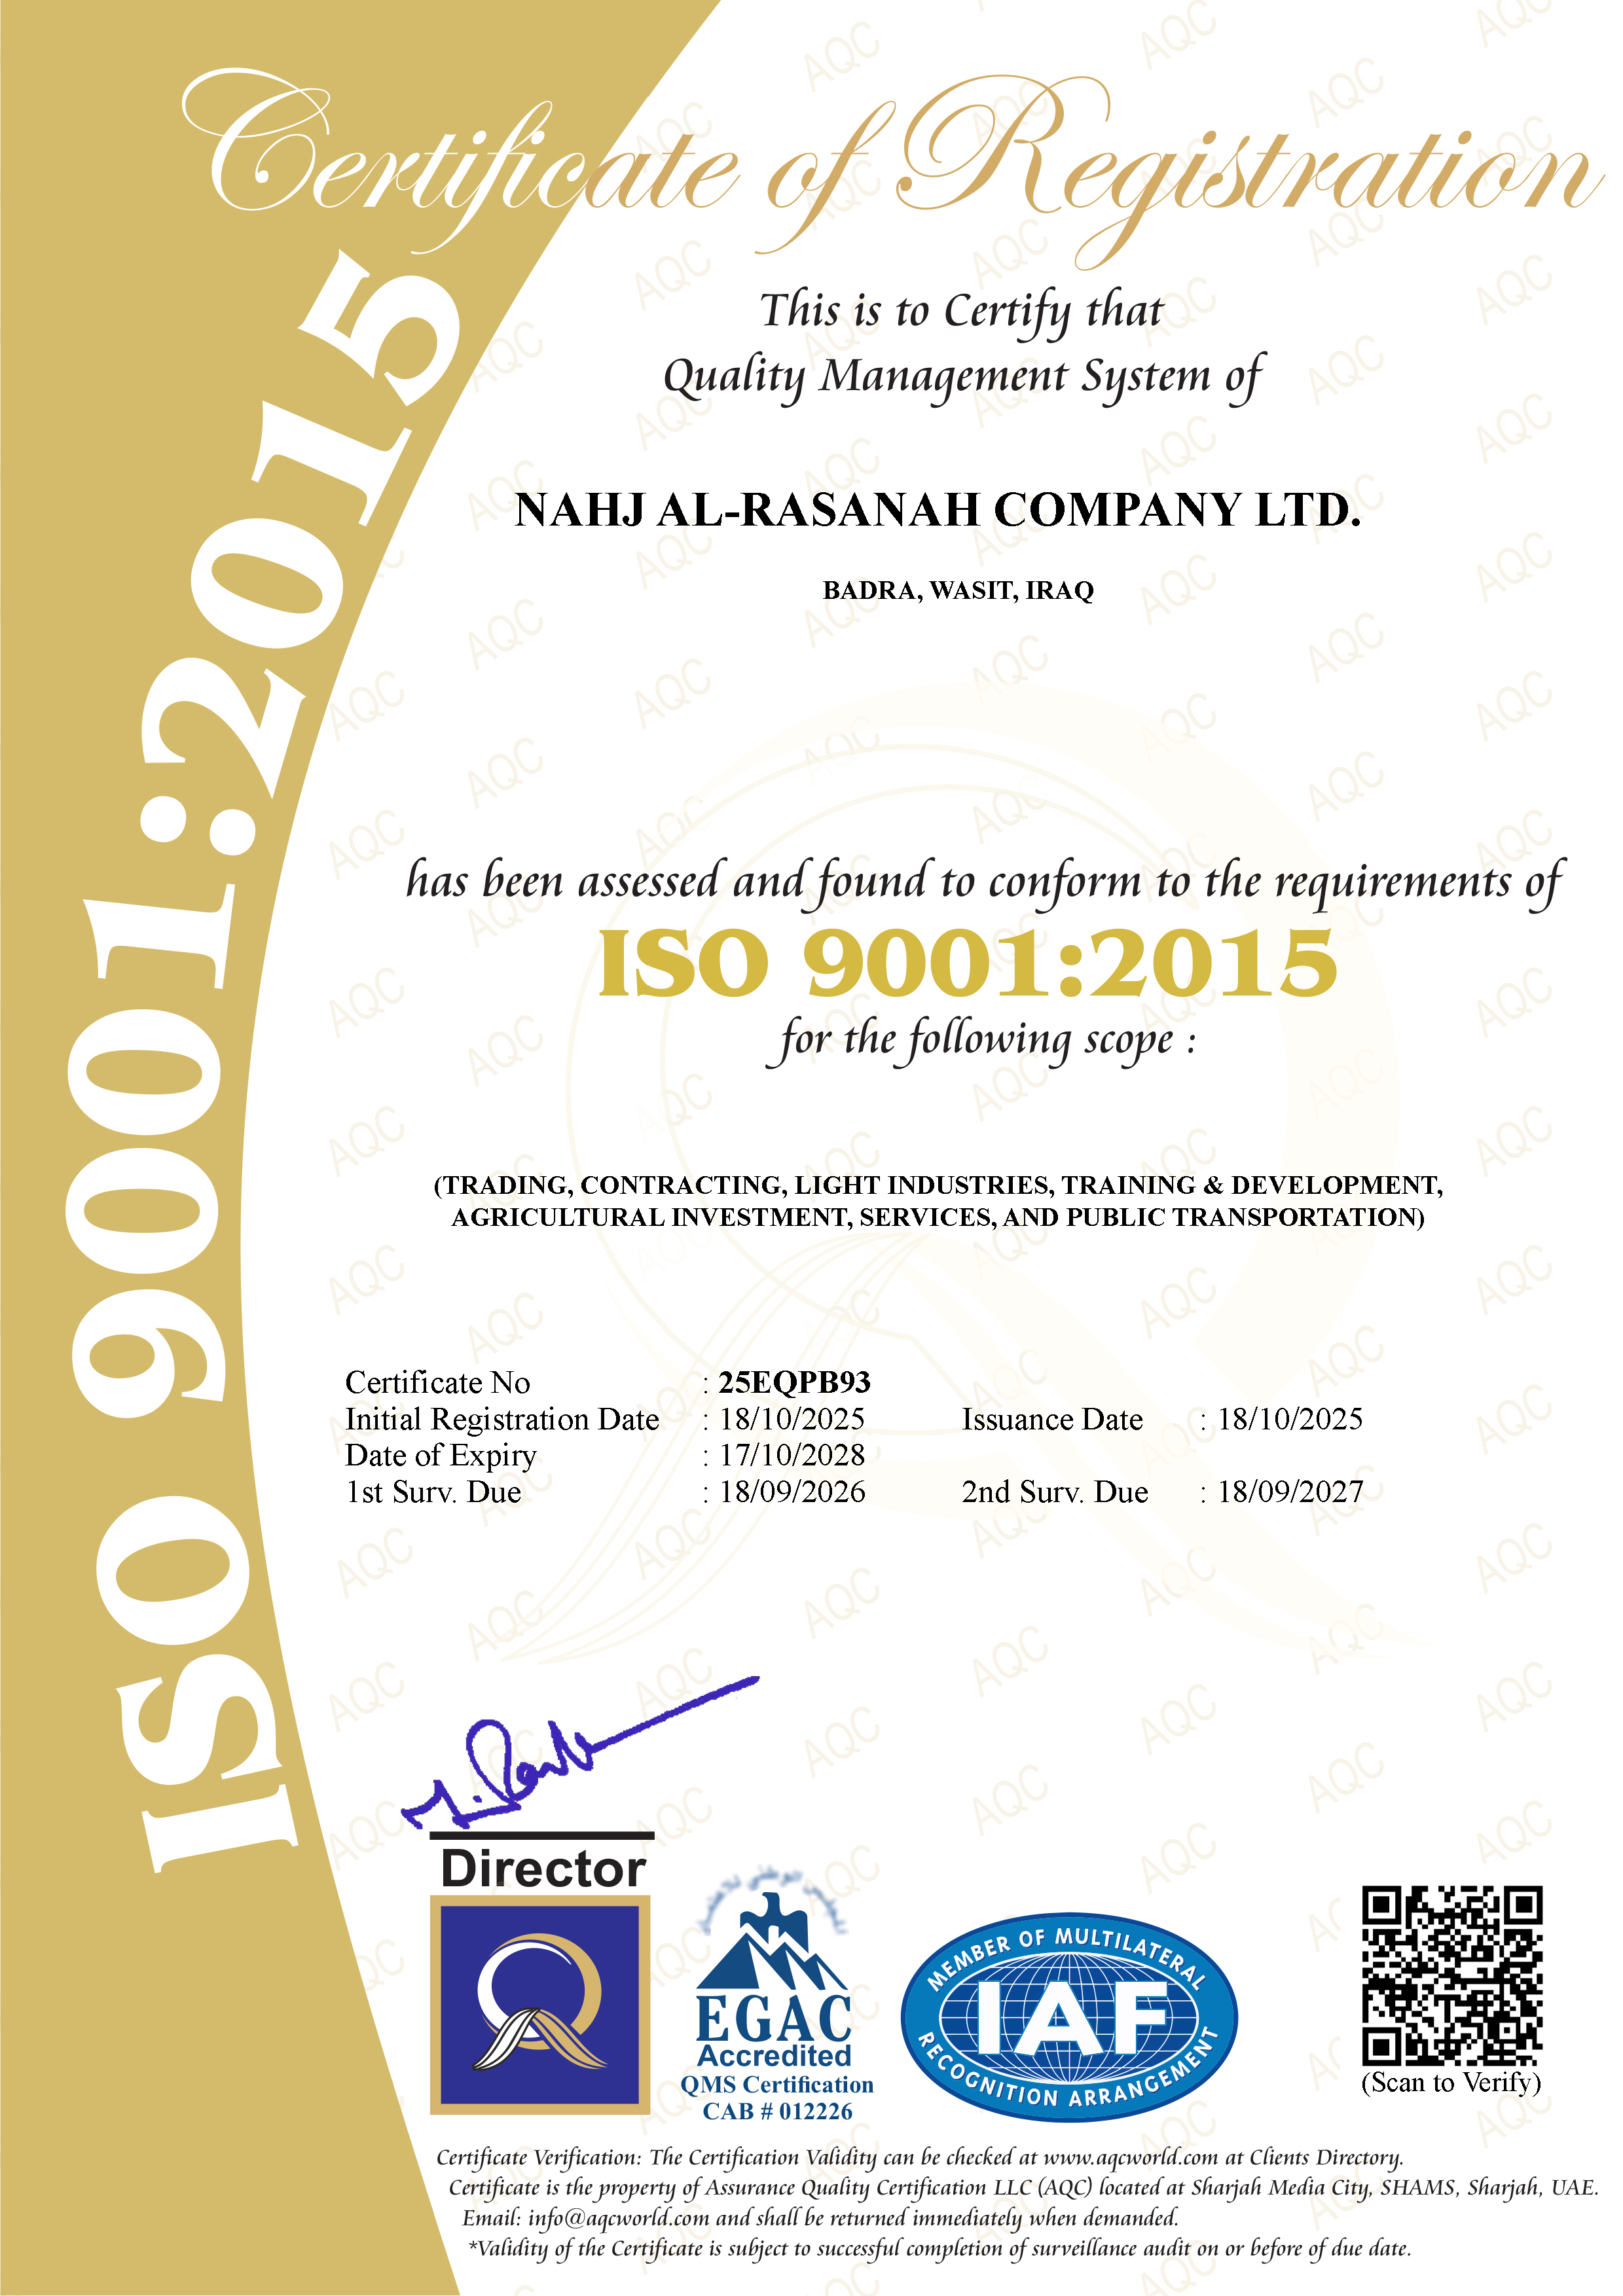 Certificate of Registration
ISO 9001:2015
This is to Certify that
Quality Management System of
NAHJ AL-RASANAH COMPANY LTD.
BADRA, WASIT, IRAQ
has been assessed and found to conform to the requirements of
ISO 9001:2015
for the following scope :
(TRADING, CONTRACTING, LIGHT INDUSTRIES, TRAINING & DEVELOPMENT,
AGRICULTURAL INVESTMENT, SERVICES, AND PUBLIC TRANSPORTATION)
Certificate No : 25EQPB93
Initial Registration Date : 18/10/2025 Issuance Date : 18/10/2025
Date of Expiry : 17/10/2028
1st Surv. Due : 18/09/2026 2nd Surv. Due : 18/09/2027
Director
EGAC
Accredited
QMS Certification
CAB # 012226
MEMBER OF MULTILATERAL
IAF
RECOGNITION ARRANGEMENT
(Scan to Verify)
Certificate Verification: The Certification Validity can be checked at www.aqcworld.com at Clients Directory.
Certificate is the property of Assurance Quality Certification LLC (AQC) located at Sharjah Media City, SHAMS, Sharjah, UAE.
Email: info@aqcworld.com and shall be returned immediately when demanded.
*Validity of the Certificate is subject to successful completion of surveillance audit on or before of due date.
AQC